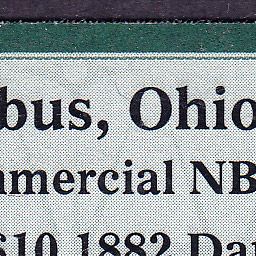 bus, Ohio
mmercial NB
610 1882 Da